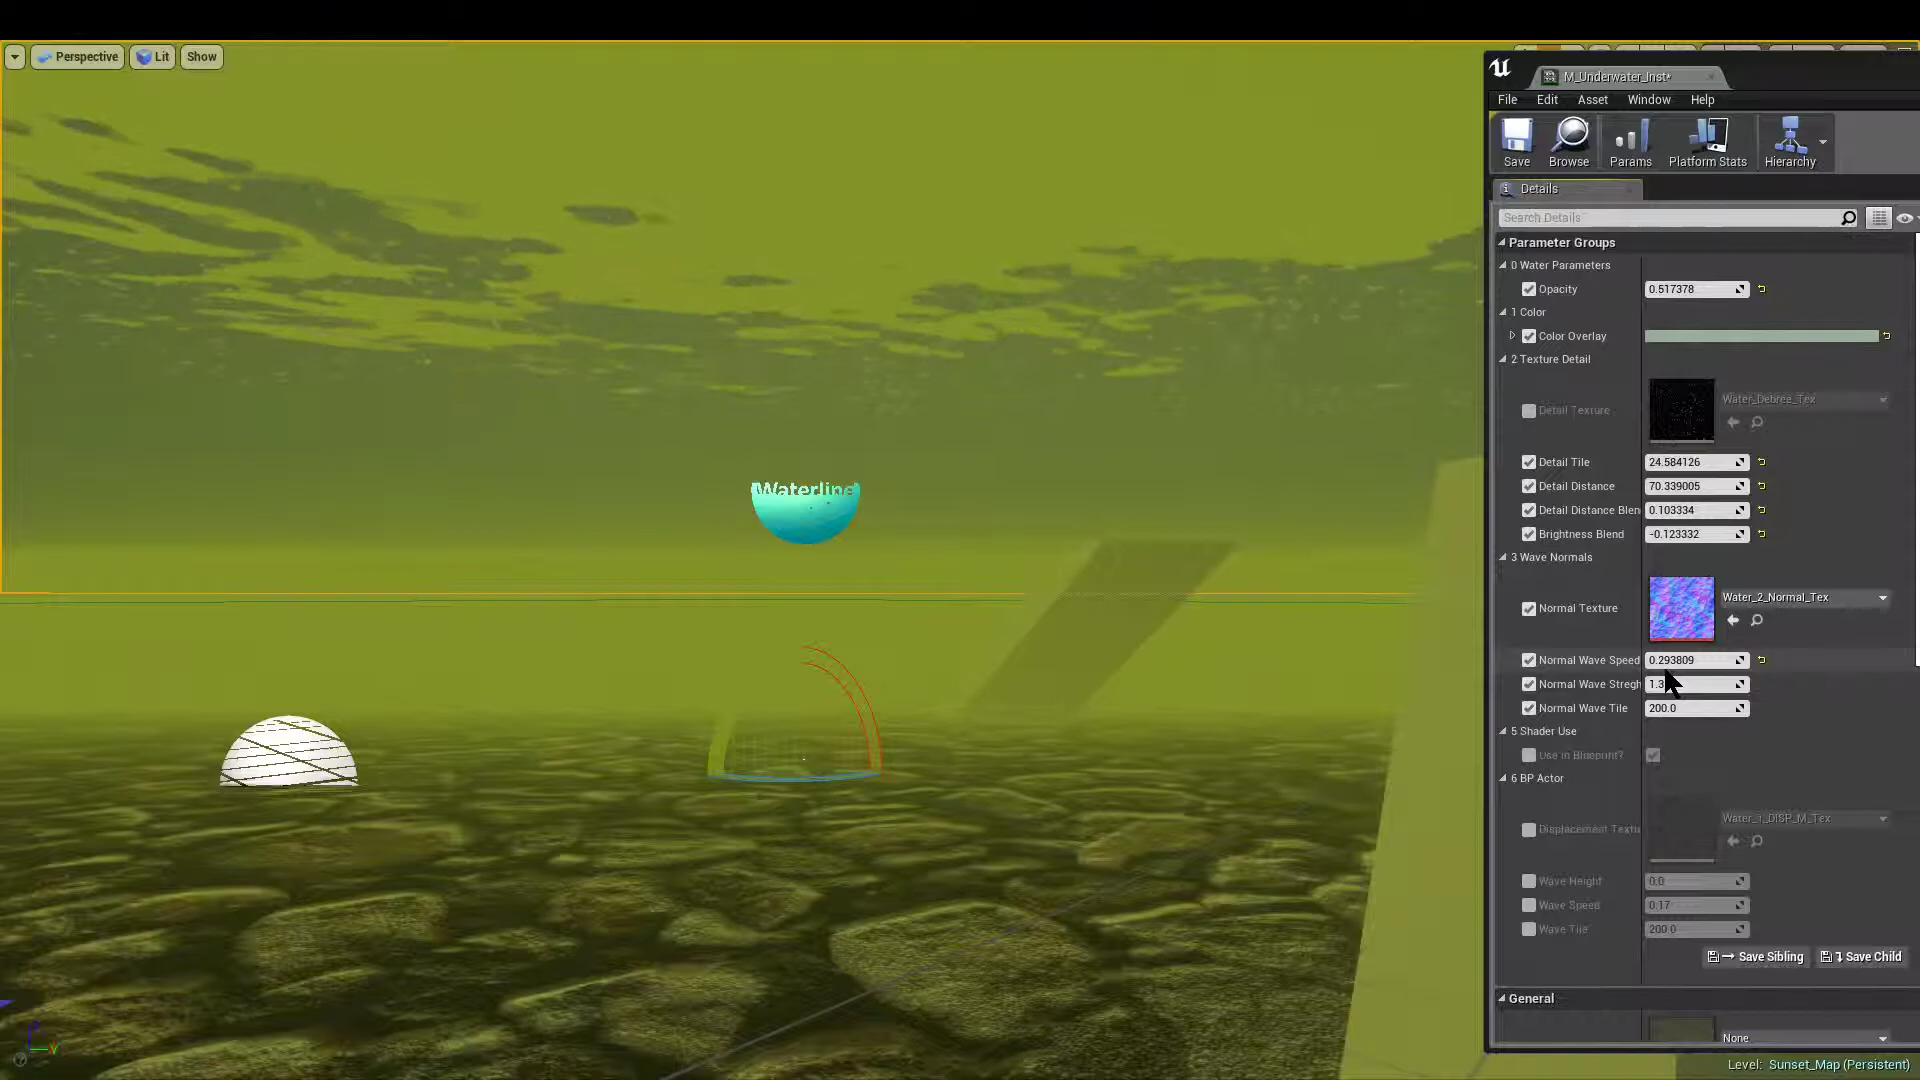 Perspective
Lit
Show
Waterline
M_Underwater_Inst*
File Edit Asset Window Help
Save Browse Params Platform Stats Hierarchy
Details
Search Details
Parameter Groups
0 Water Parameters
Opacity 0.517378
1 Color
Color Overlay
2 Texture Detail
Detail Texture Water_Debree_Tex
Detail Tile 24.584126
Detail Distance 70.339005
Detail Distance Blen 0.103334
Brightness Blend -0.123332
3 Wave Normals
Normal Texture Water_2_Normal_Tex
Normal Wave Speed 0.293809
Normal Wave Stregh 1.3
Normal Wave Tile 200.0
5 Shader Use
Use in Blueprint?
6 BP Actor
Displacement Textu Water_1_DISP_M_Tex
Wave Height 0.0
Wave Speed 0.17
Wave Tile 200.0
Save Sibling Save Child
General
None
Level: Sunset_Map (Persistent)